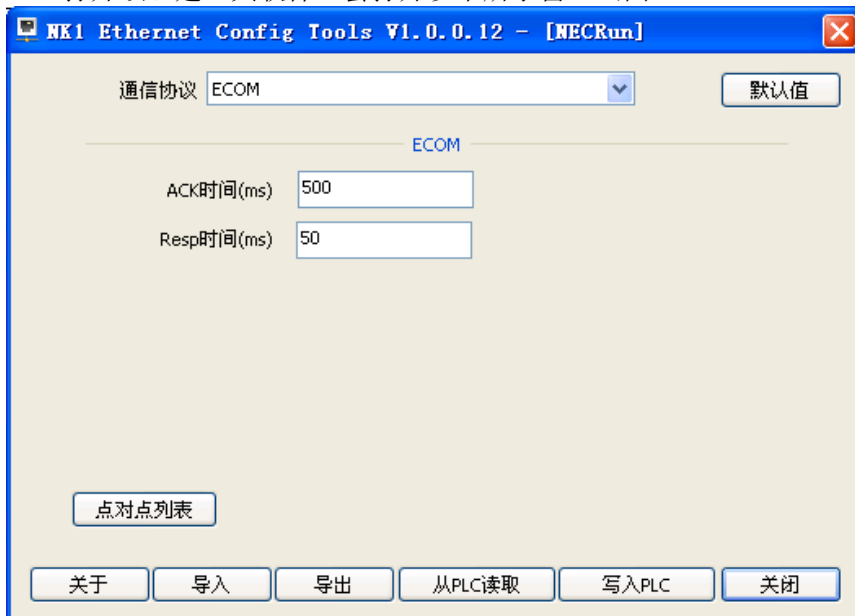 NK1 Ethernet Config Tools V1.0.0.12 - [NECRun]
通信协议 ECOM 默认值
ECOM
ACK时间(ms) 500
Resp时间(ms) 50
点对点列表
关于 导入 导出 从PLC读取 写入PLC 关闭